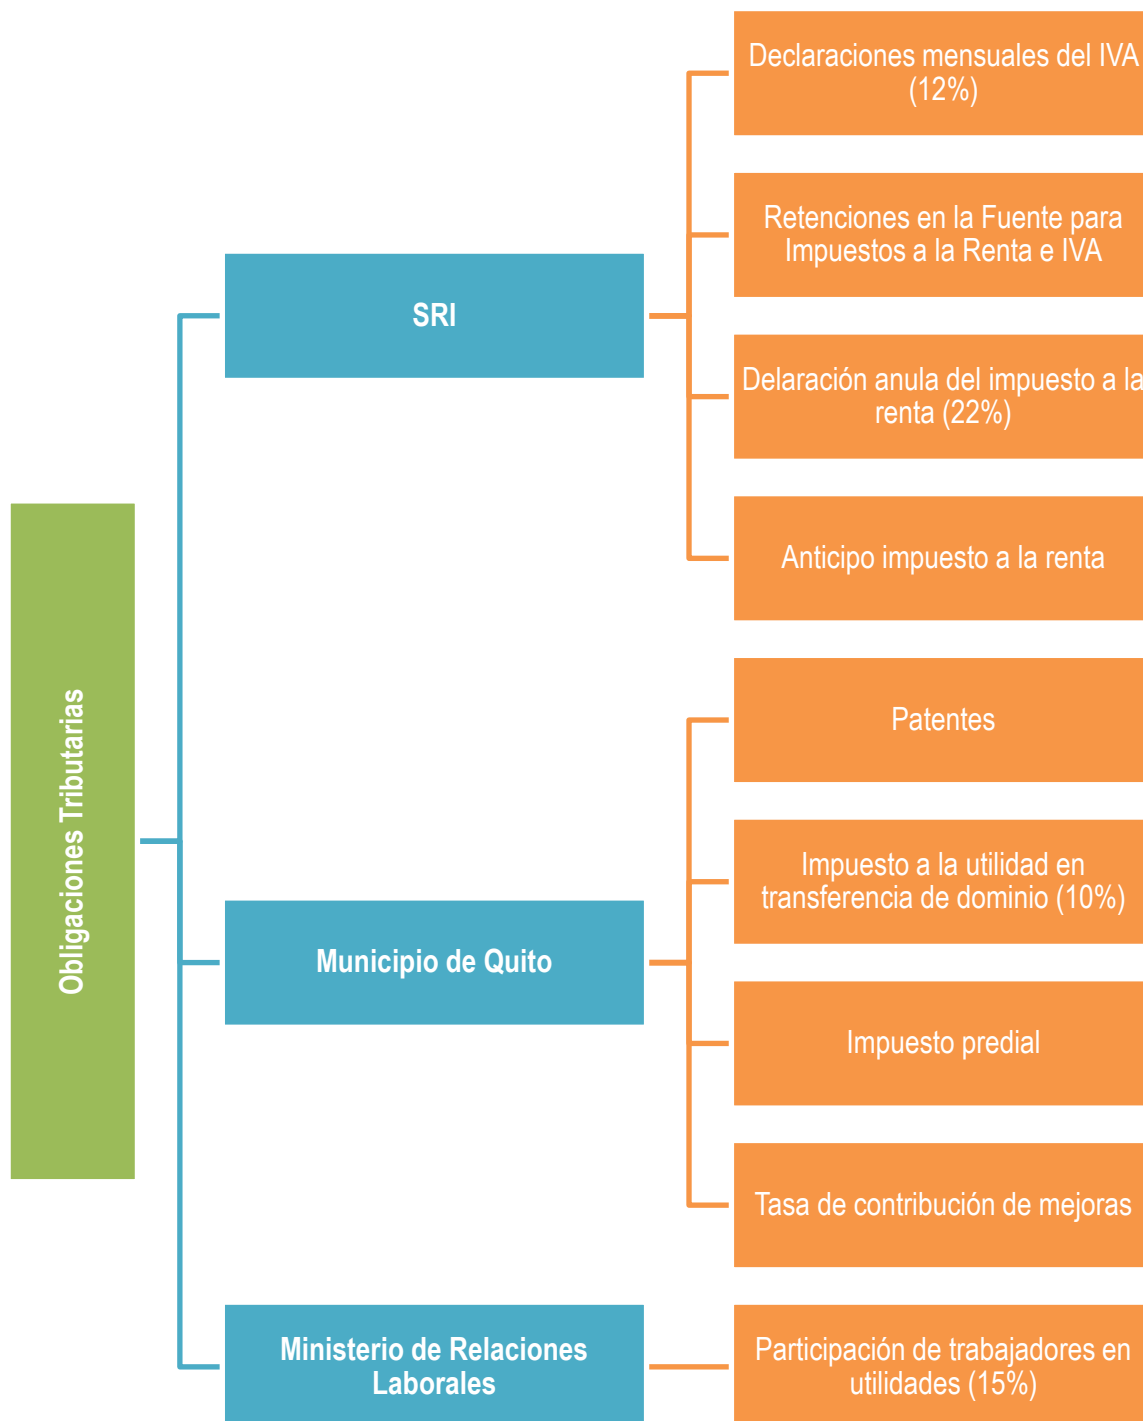 Obligaciones Tributarias
SRI
Declaraciones mensuales del IVA
(12%)
Retenciones en la Fuente para
Impuestos a la Renta e IVA
Delaración anula del impuesto a la
renta (22%)
Anticipo impuesto a la renta
Municipio de Quito
Patentes
Impuesto a la utilidad en
transferencia de dominio (10%)
Impuesto predial
Tasa de contribución de mejoras
Ministerio de Relaciones
Laborales
Participación de trabajadores en
utilidades (15%)